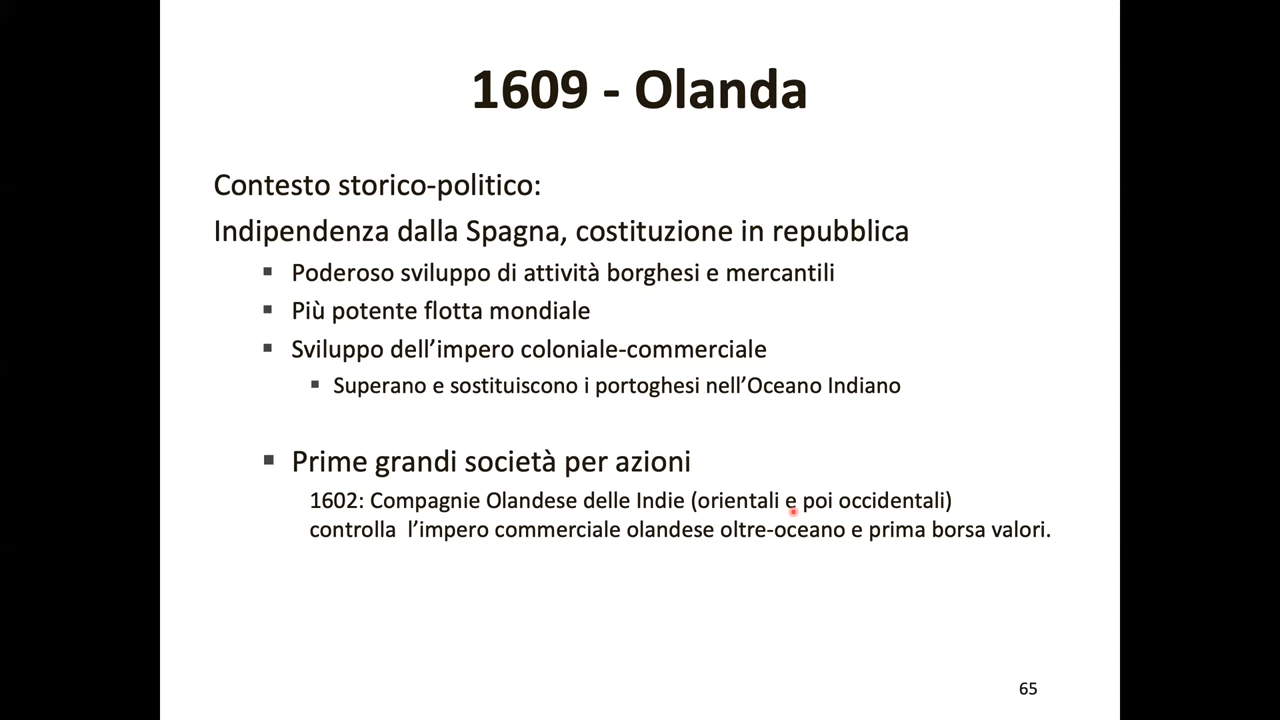 1609 - Olanda
Contesto storico-politico:
Indipendenza dalla Spagna, costituzione in repubblica
▪ Poderoso sviluppo di attività borghesi e mercantili
▪ Più potente flotta mondiale
▪ Sviluppo dell’impero coloniale-commerciale
▪ Superano e sostituiscono i portoghesi nell’Oceano Indiano
▪ Prime grandi società per azioni
1602: Compagnie Olandese delle Indie (orientali e poi occidentali)
controlla l’impero commerciale olandese oltre-oceano e prima borsa valori.
65